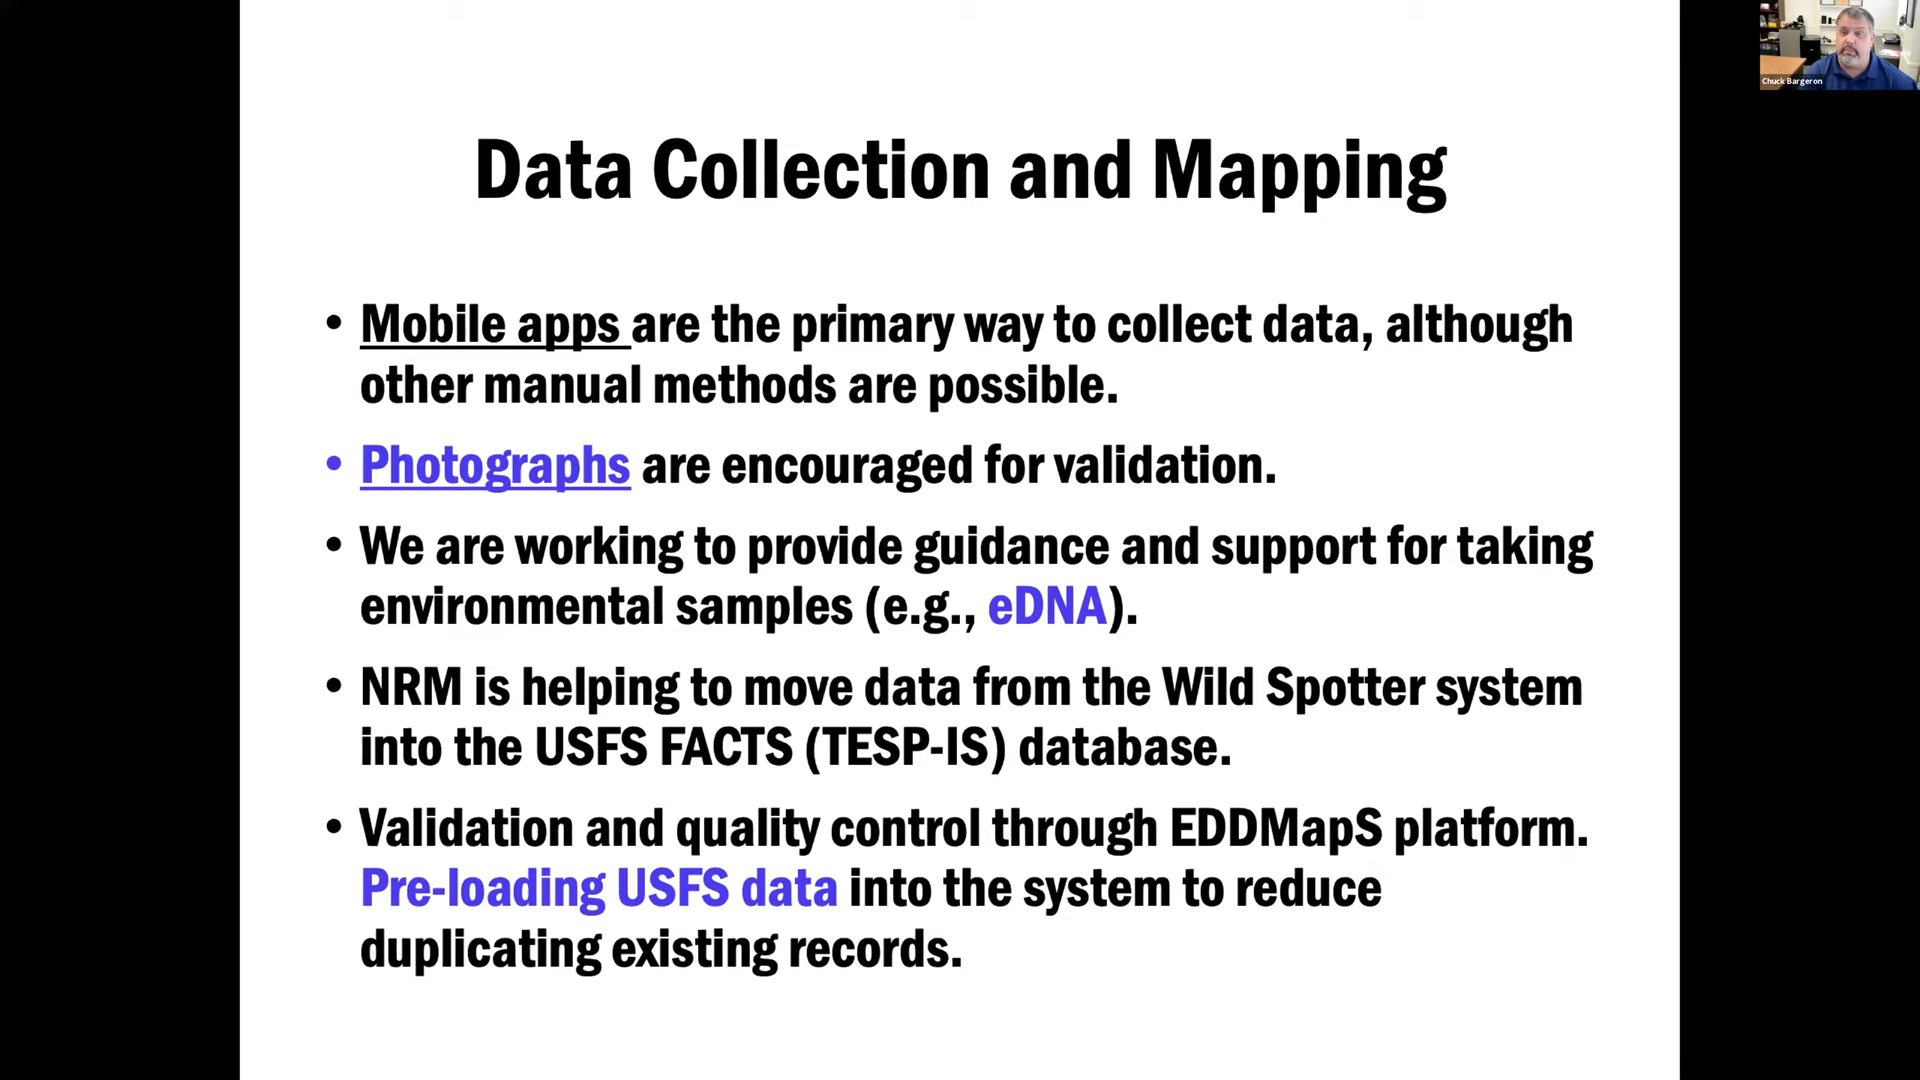 Chuck Bargeron
Data Collection and Mapping
• Mobile apps are the primary way to collect data, although
other manual methods are possible.
• Photographs are encouraged for validation.
• We are working to provide guidance and support for taking
environmental samples (e.g., eDNA).
• NRM is helping to move data from the Wild Spotter system
into the USFS FACTS (TESP-IS) database.
• Validation and quality control through EDDMapS platform.
Pre-loading USFS data into the system to reduce
duplicating existing records.